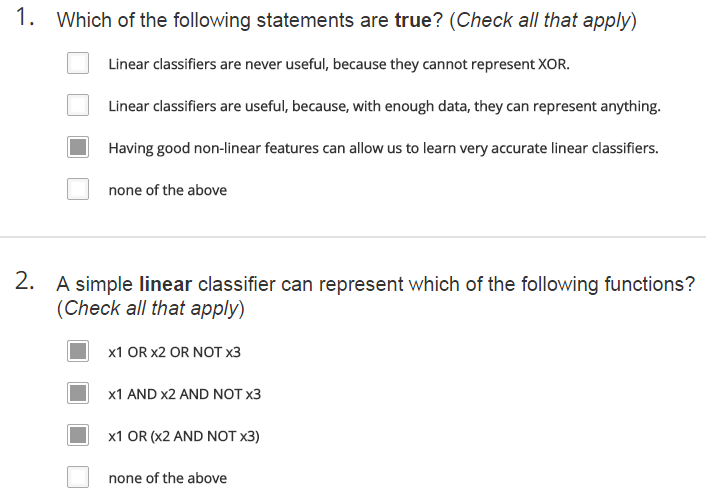 1. Which of the following statements are true? (Check all that apply)
Linear classifiers are never useful, because they cannot represent XOR.
Linear classifiers are useful, because, with enough data, they can represent anything.
Having good non-linear features can allow us to learn very accurate linear classifiers.
none of the above
2. A simple linear classifier can represent which of the following functions?
(Check all that apply)
x1 OR x2 OR NOT x3
x1 AND x2 AND NOT x3
x1 OR (x2 AND NOT x3)
none of the above